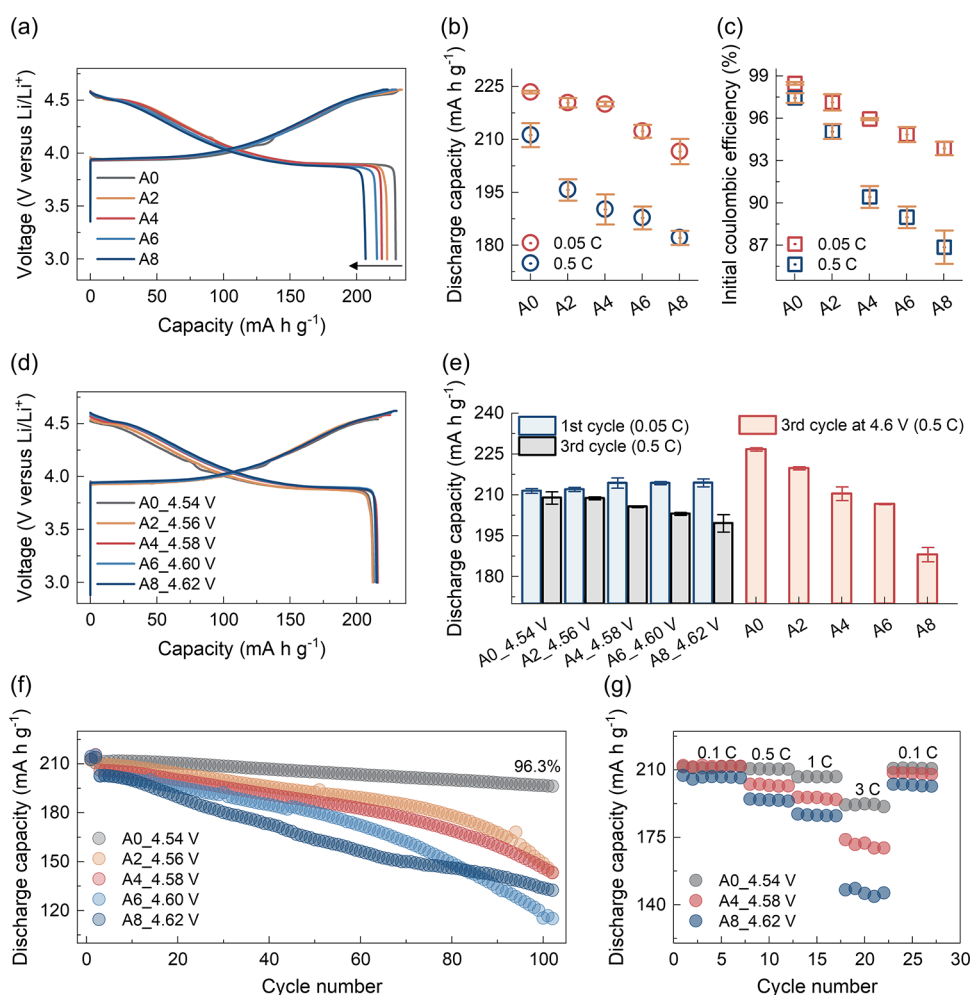 (a)
Voltage (V versus Li/Li⁺)
4.5
4.0
3.5
3.0
A0
A2
A4
A6
A8
0 50 100 150 200
Capacity (mA h g⁻¹)
(b)
Discharge capacity (mA h g⁻¹)
225
210
195
180
0.05 C
0.5 C
A0 A2 A4 A6 A8
(c)
Initial coulombic efficiency (%)
99
96
93
90
87
0.05 C
0.5 C
A0 A2 A4 A6 A8
(d)
Voltage (V versus Li/Li⁺)
4.5
4.0
3.5
3.0
A0_4.54 V
A2_4.56 V
A4_4.58 V
A6_4.60 V
A8_4.62 V
0 50 100 150 200
Capacity (mA h g⁻¹)
(e)
Discharge capacity (mA h g⁻¹)
240
225
210
195
180
1st cycle (0.05 C)
3rd cycle (0.5 C)
3rd cycle at 4.6 V (0.5 C)
A0_4.54 V A2_4.56 V A4_4.58 V A6_4.60 V A8_4.62 V A0 A2 A4 A6 A8
(f)
Discharge capacity (mA h g⁻¹)
210
180
150
120
96.3%
A0_4.54 V
A2_4.56 V
A4_4.58 V
A6_4.60 V
A8_4.62 V
0 20 40 60 80 100
Cycle number
(g)
Discharge capacity (mA h g⁻¹)
210
175
140
0.1 C 0.5 C 1 C 3 C 0.1 C
A0_4.54 V
A4_4.58 V
A8_4.62 V
0 5 10 15 20 25 30
Cycle number